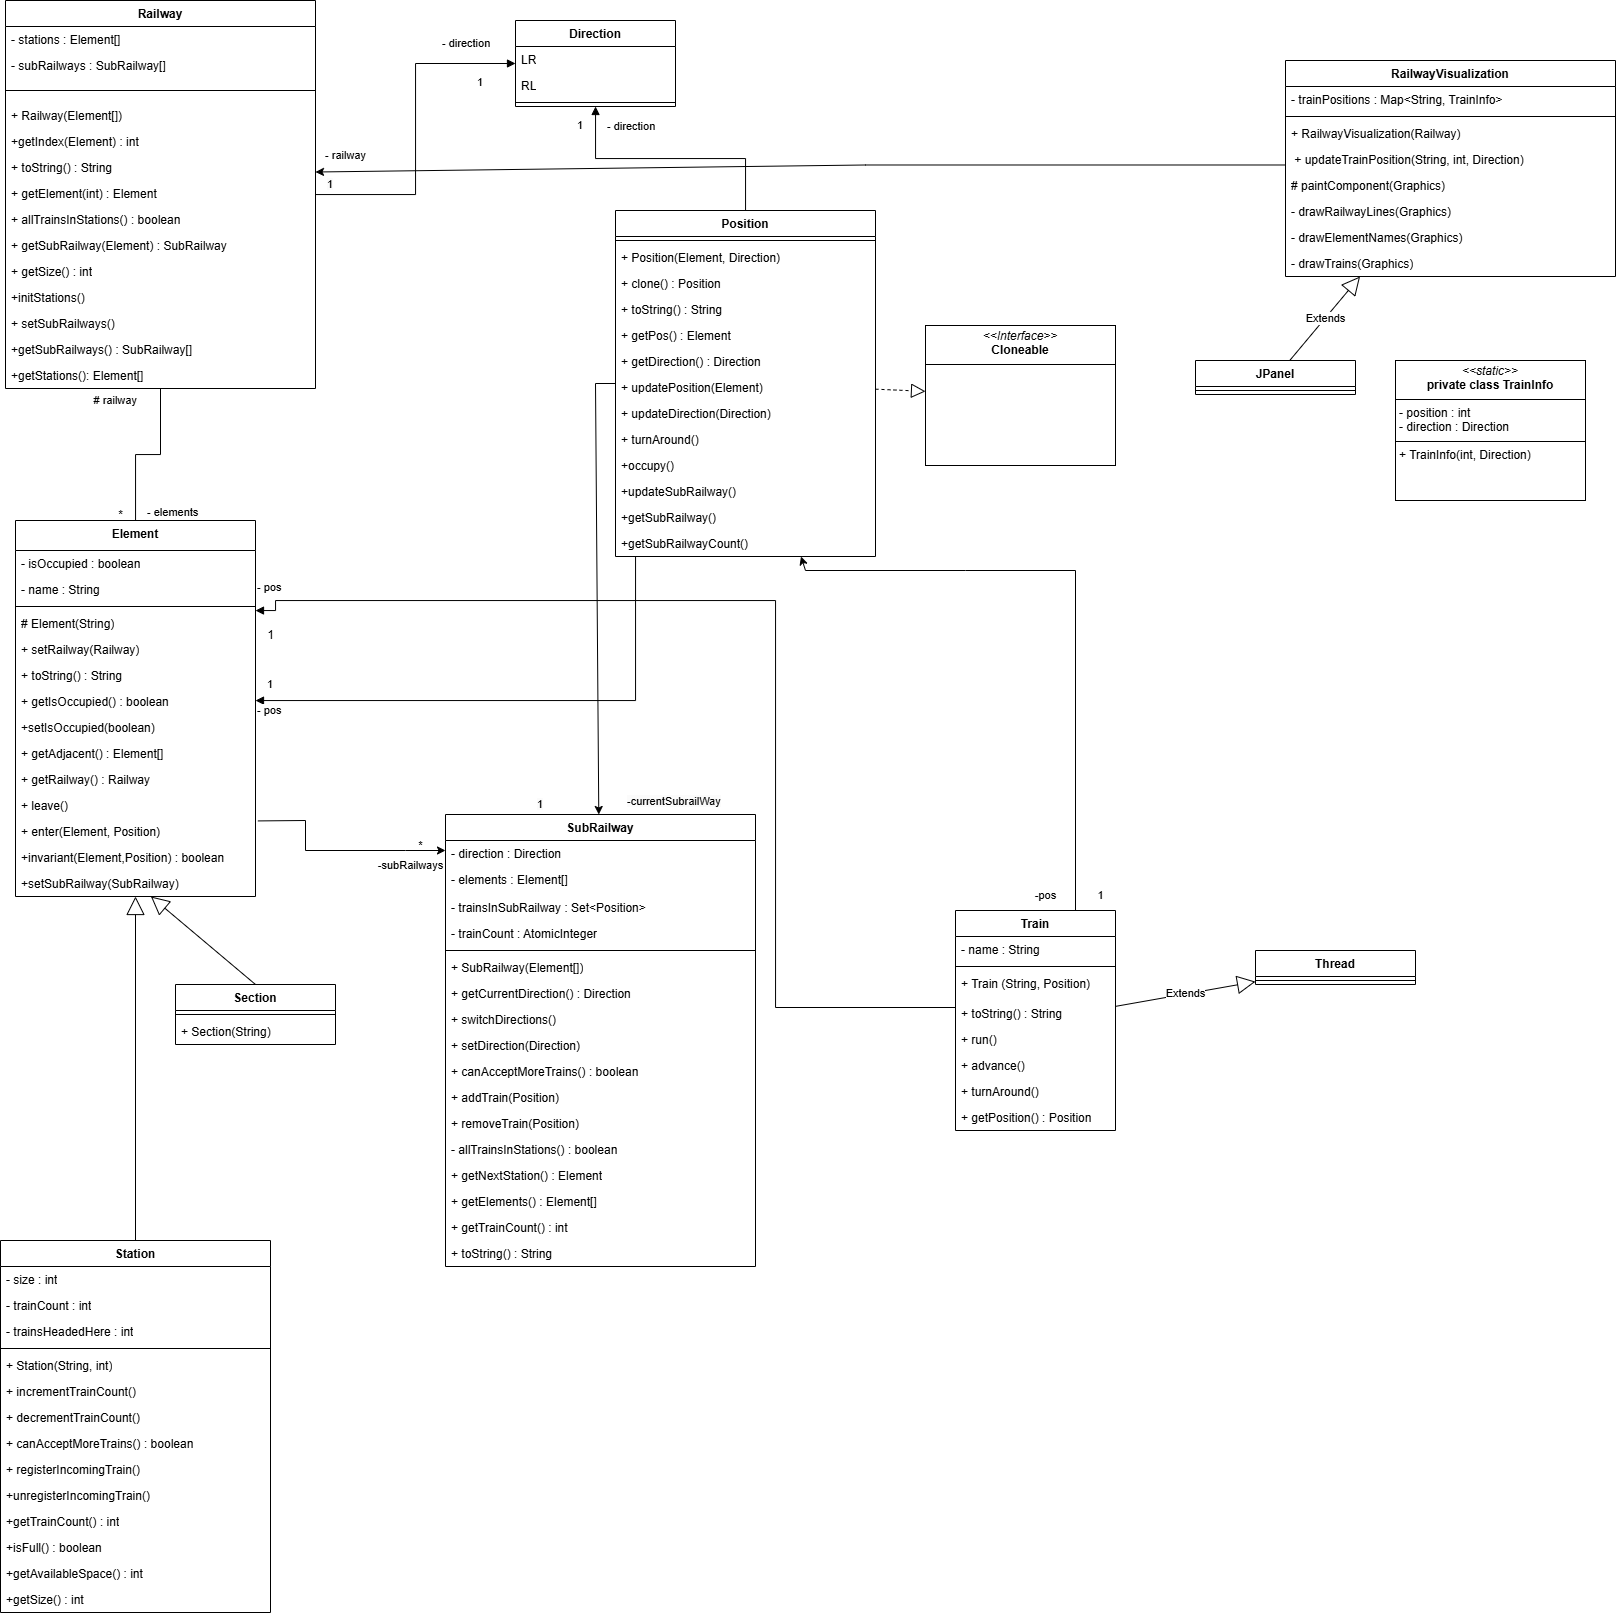 Railway
- stations : Element[]
- subRailways : SubRailway[]
+ Railway(Element[])
+getIndex(Element) : int
+ toString() : String
+ getElement(int) : Element
+ allTrainsInStations() : boolean
+ getSubRailway(Element) : SubRailway
+ getSize() : int
+initStations()
+ setSubRailways()
+getSubRailways() : SubRailway[]
+getStations(): Element[]
# railway
- direction
1
Direction
LR
RL
1
- direction
- railway
1
RailwayVisualization
- trainPositions : Map<String, TrainInfo>
+ RailwayVisualization(Railway)
+ updateTrainPosition(String, int, Direction)
# paintComponent(Graphics)
- drawRailwayLines(Graphics)
- drawElementNames(Graphics)
- drawTrains(Graphics)
Extends
JPanel
<<static>>
private class TrainInfo
- position : int
- direction : Direction
+ TrainInfo(int, Direction)
Position
+ Position(Element, Direction)
+ clone() : Position
+ toString() : String
+ getPos() : Element
+ getDirection() : Direction
+ updatePosition(Element)
+ updateDirection(Direction)
+ turnAround()
+occupy()
+updateSubRailway()
+getSubRailway()
+getSubRailwayCount()
<<Interface>>
Cloneable
*
- elements
Element
- isOccupied : boolean
- name : String
# Element(String)
+ setRailway(Railway)
+ toString() : String
+ getIsOccupied() : boolean
+setIsOccupied(boolean)
+ getAdjacent() : Element[]
+ getRailway() : Railway
+ leave()
+ enter(Element, Position)
+invariant(Element,Position) : boolean
+setSubRailway(SubRailway)
- pos
1
1
- pos
*
-subRailways
1
-currentSubrailWay
SubRailway
- direction : Direction
- elements : Element[]
- trainsInSubRailway : Set<Position>
- trainCount : AtomicInteger
+ SubRailway(Element[])
+ getCurrentDirection() : Direction
+ switchDirections()
+ setDirection(Direction)
+ canAcceptMoreTrains() : boolean
+ addTrain(Position)
+ removeTrain(Position)
- allTrainsInStations() : boolean
+ getNextStation() : Element
+ getElements() : Element[]
+ getTrainCount() : int
+ toString() : String
-pos
1
Train
- name : String
+ Train (String, Position)
+ toString() : String
+ run()
+ advance()
+ turnAround()
+ getPosition() : Position
Extends
Thread
Section
+ Section(String)
Station
- size : int
- trainCount : int
- trainsHeadedHere : int
+ Station(String, int)
+ incrementTrainCount()
+ decrementTrainCount()
+ canAcceptMoreTrains() : boolean
+ registerIncomingTrain()
+unregisterIncomingTrain()
+getTrainCount() : int
+isFull() : boolean
+getAvailableSpace() : int
+getSize() : int